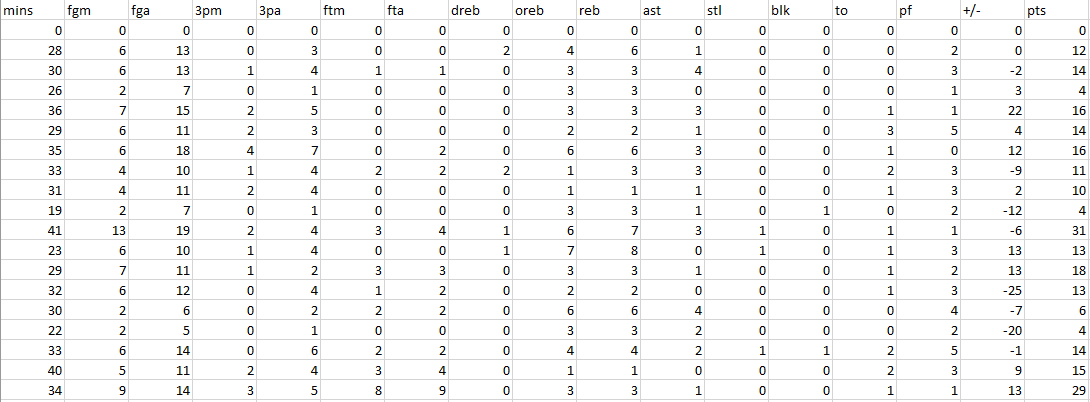 mins fgm fga 3pm 3pa ftm fta dreb oreb reb ast stl blk to pf +/- pts
0 0 0 0 0 0 0 0 0 0 0 0 0 0 0 0 0
28 6 13 0 3 0 0 2 4 6 1 0 0 0 2 0 12
30 6 13 1 4 1 1 0 3 3 4 0 0 0 3 -2 14
26 2 7 0 1 0 0 0 3 3 0 0 0 0 1 3 4
36 7 15 2 5 0 0 0 3 3 3 0 0 1 1 22 16
29 6 11 2 3 0 0 0 2 2 1 0 0 3 5 4 14
35 6 18 4 7 0 2 0 6 6 3 0 0 1 0 12 16
33 4 10 1 4 2 2 2 1 3 3 0 0 2 3 -9 11
31 4 11 2 4 0 0 0 1 1 1 0 0 1 3 2 10
19 2 7 0 1 0 0 0 3 3 1 0 1 0 2 -12 4
41 13 19 2 4 3 4 1 6 7 3 1 0 1 1 -6 31
23 6 10 1 4 0 0 1 7 8 0 1 0 1 3 13 13
29 7 11 1 2 3 3 0 3 3 1 0 0 1 2 13 18
32 6 12 0 4 1 2 0 2 2 0 0 0 1 3 -25 13
30 2 6 0 2 2 2 0 6 6 4 0 0 0 4 -7 6
22 2 5 0 1 0 0 0 3 3 2 0 0 0 2 -20 4
33 6 14 0 6 2 2 0 4 4 2 1 1 2 5 -1 14
40 5 11 2 4 3 4 0 1 1 0 0 0 2 3 9 15
34 9 14 3 5 8 9 0 3 3 1 0 0 1 1 13 29